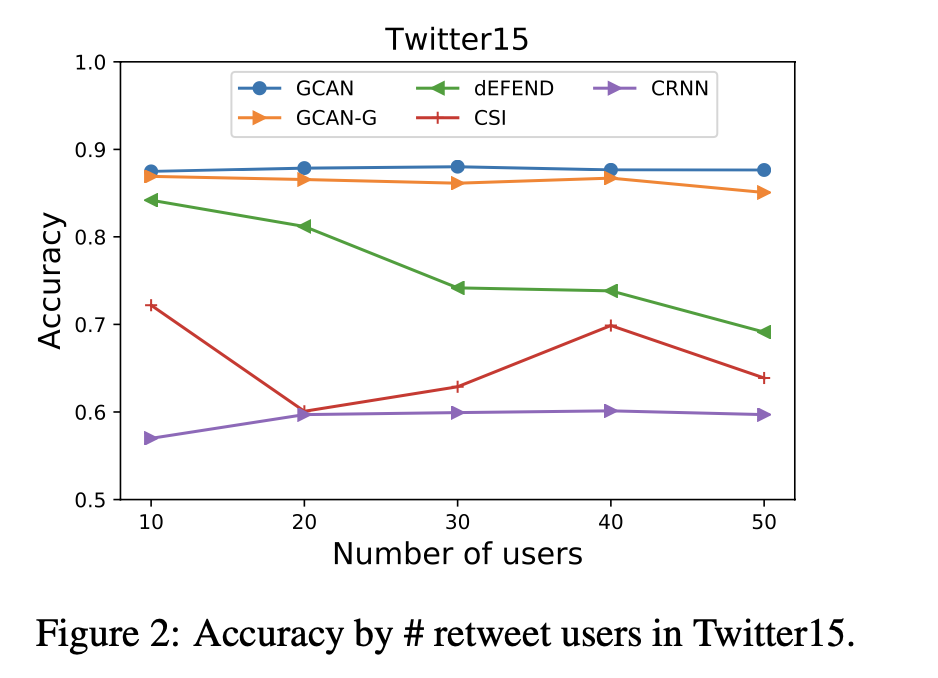 Twitter15
1.0
0.9
0.8
0.7
0.6
0.5
Accuracy
GCAN dEFEND CRNN
GCAN-G CSI
10 20 30 40 50
Number of users
Figure 2: Accuracy by # retweet users in Twitter15.